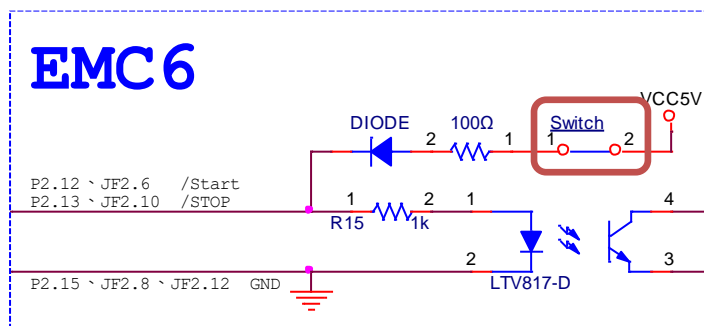 EMC6
VCC5V
DIODE 2 100Ω 1 1 Switch 2
P2.12、JF2.6 /Start
P2.13、JF2.10 /STOP
1 2 1 4
R15 1k
2 3
P2.15、JF2.8、JF2.12 GND
LTV817-D